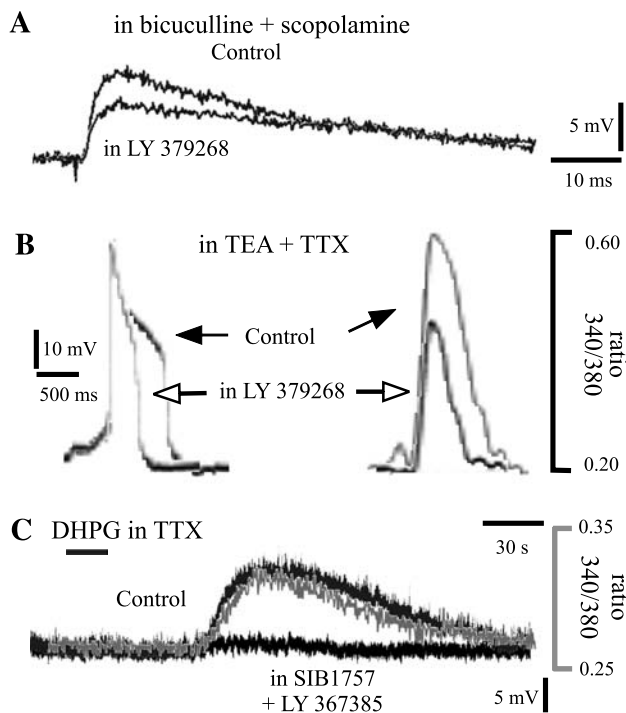 A
in bicuculline + scopolamine
Control
in LY 379268
5 mV
10 ms
B
in TEA + TTX
0.60
Control
10 mV
500 ms
in LY 379268
ratio
340/380
0.20
C
DHPG in TTX
30 s
0.35
Control
ratio
340/380
0.25
in SIB1757
+ LY 367385
5 mV